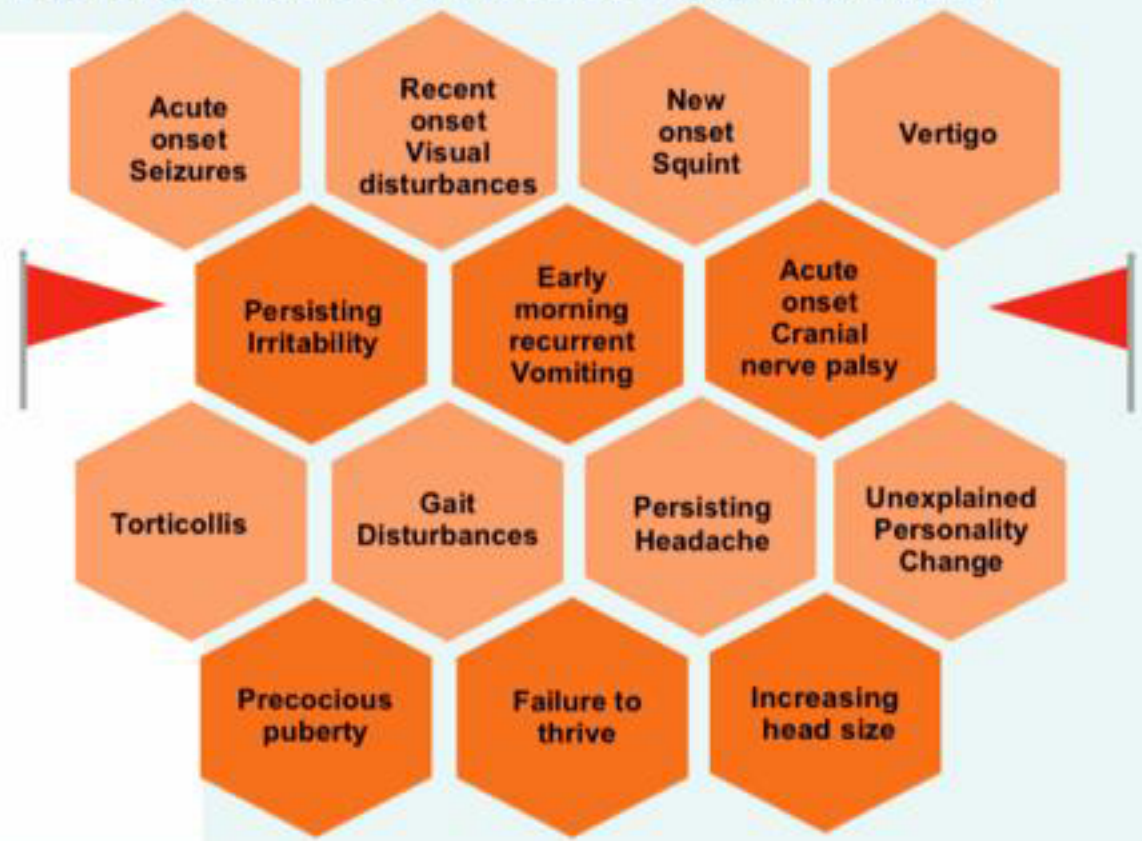 Acute
onset
Seizures
Recent
onset
Visual
disturbances
New
onset
Squint
Vertigo
Persisting
Irritability
Early
morning
recurrent
Vomiting
Acute
onset
Cranial
nerve palsy
Torticollis
Gait
Disturbances
Persisting
Headache
Unexplained
Personality
Change
Precocious
puberty
Failure to
thrive
Increasing
head size